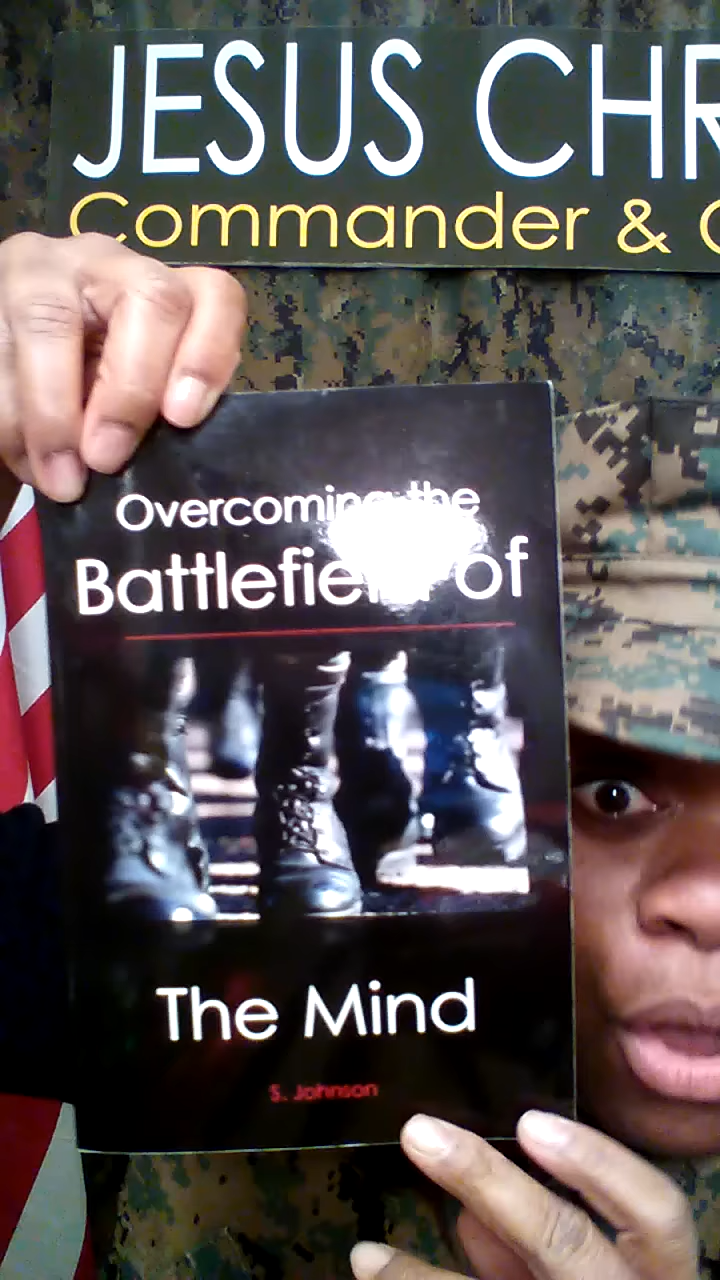 JESUS CHR
Commander &
Overcoming the
Battlefield of
The Mind
S. Johnson